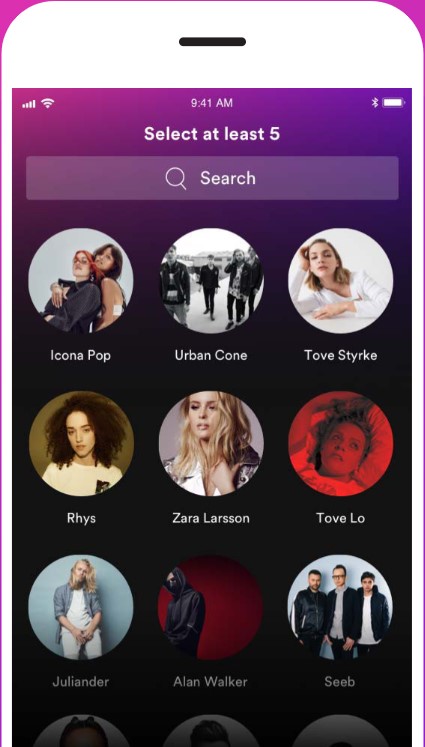 9:41 AM
Select at least 5
Search
Icona Pop Urban Cone Tove Styrke
Rhys Zara Larsson Tove Lo
Juliander Alan Walker Seeb